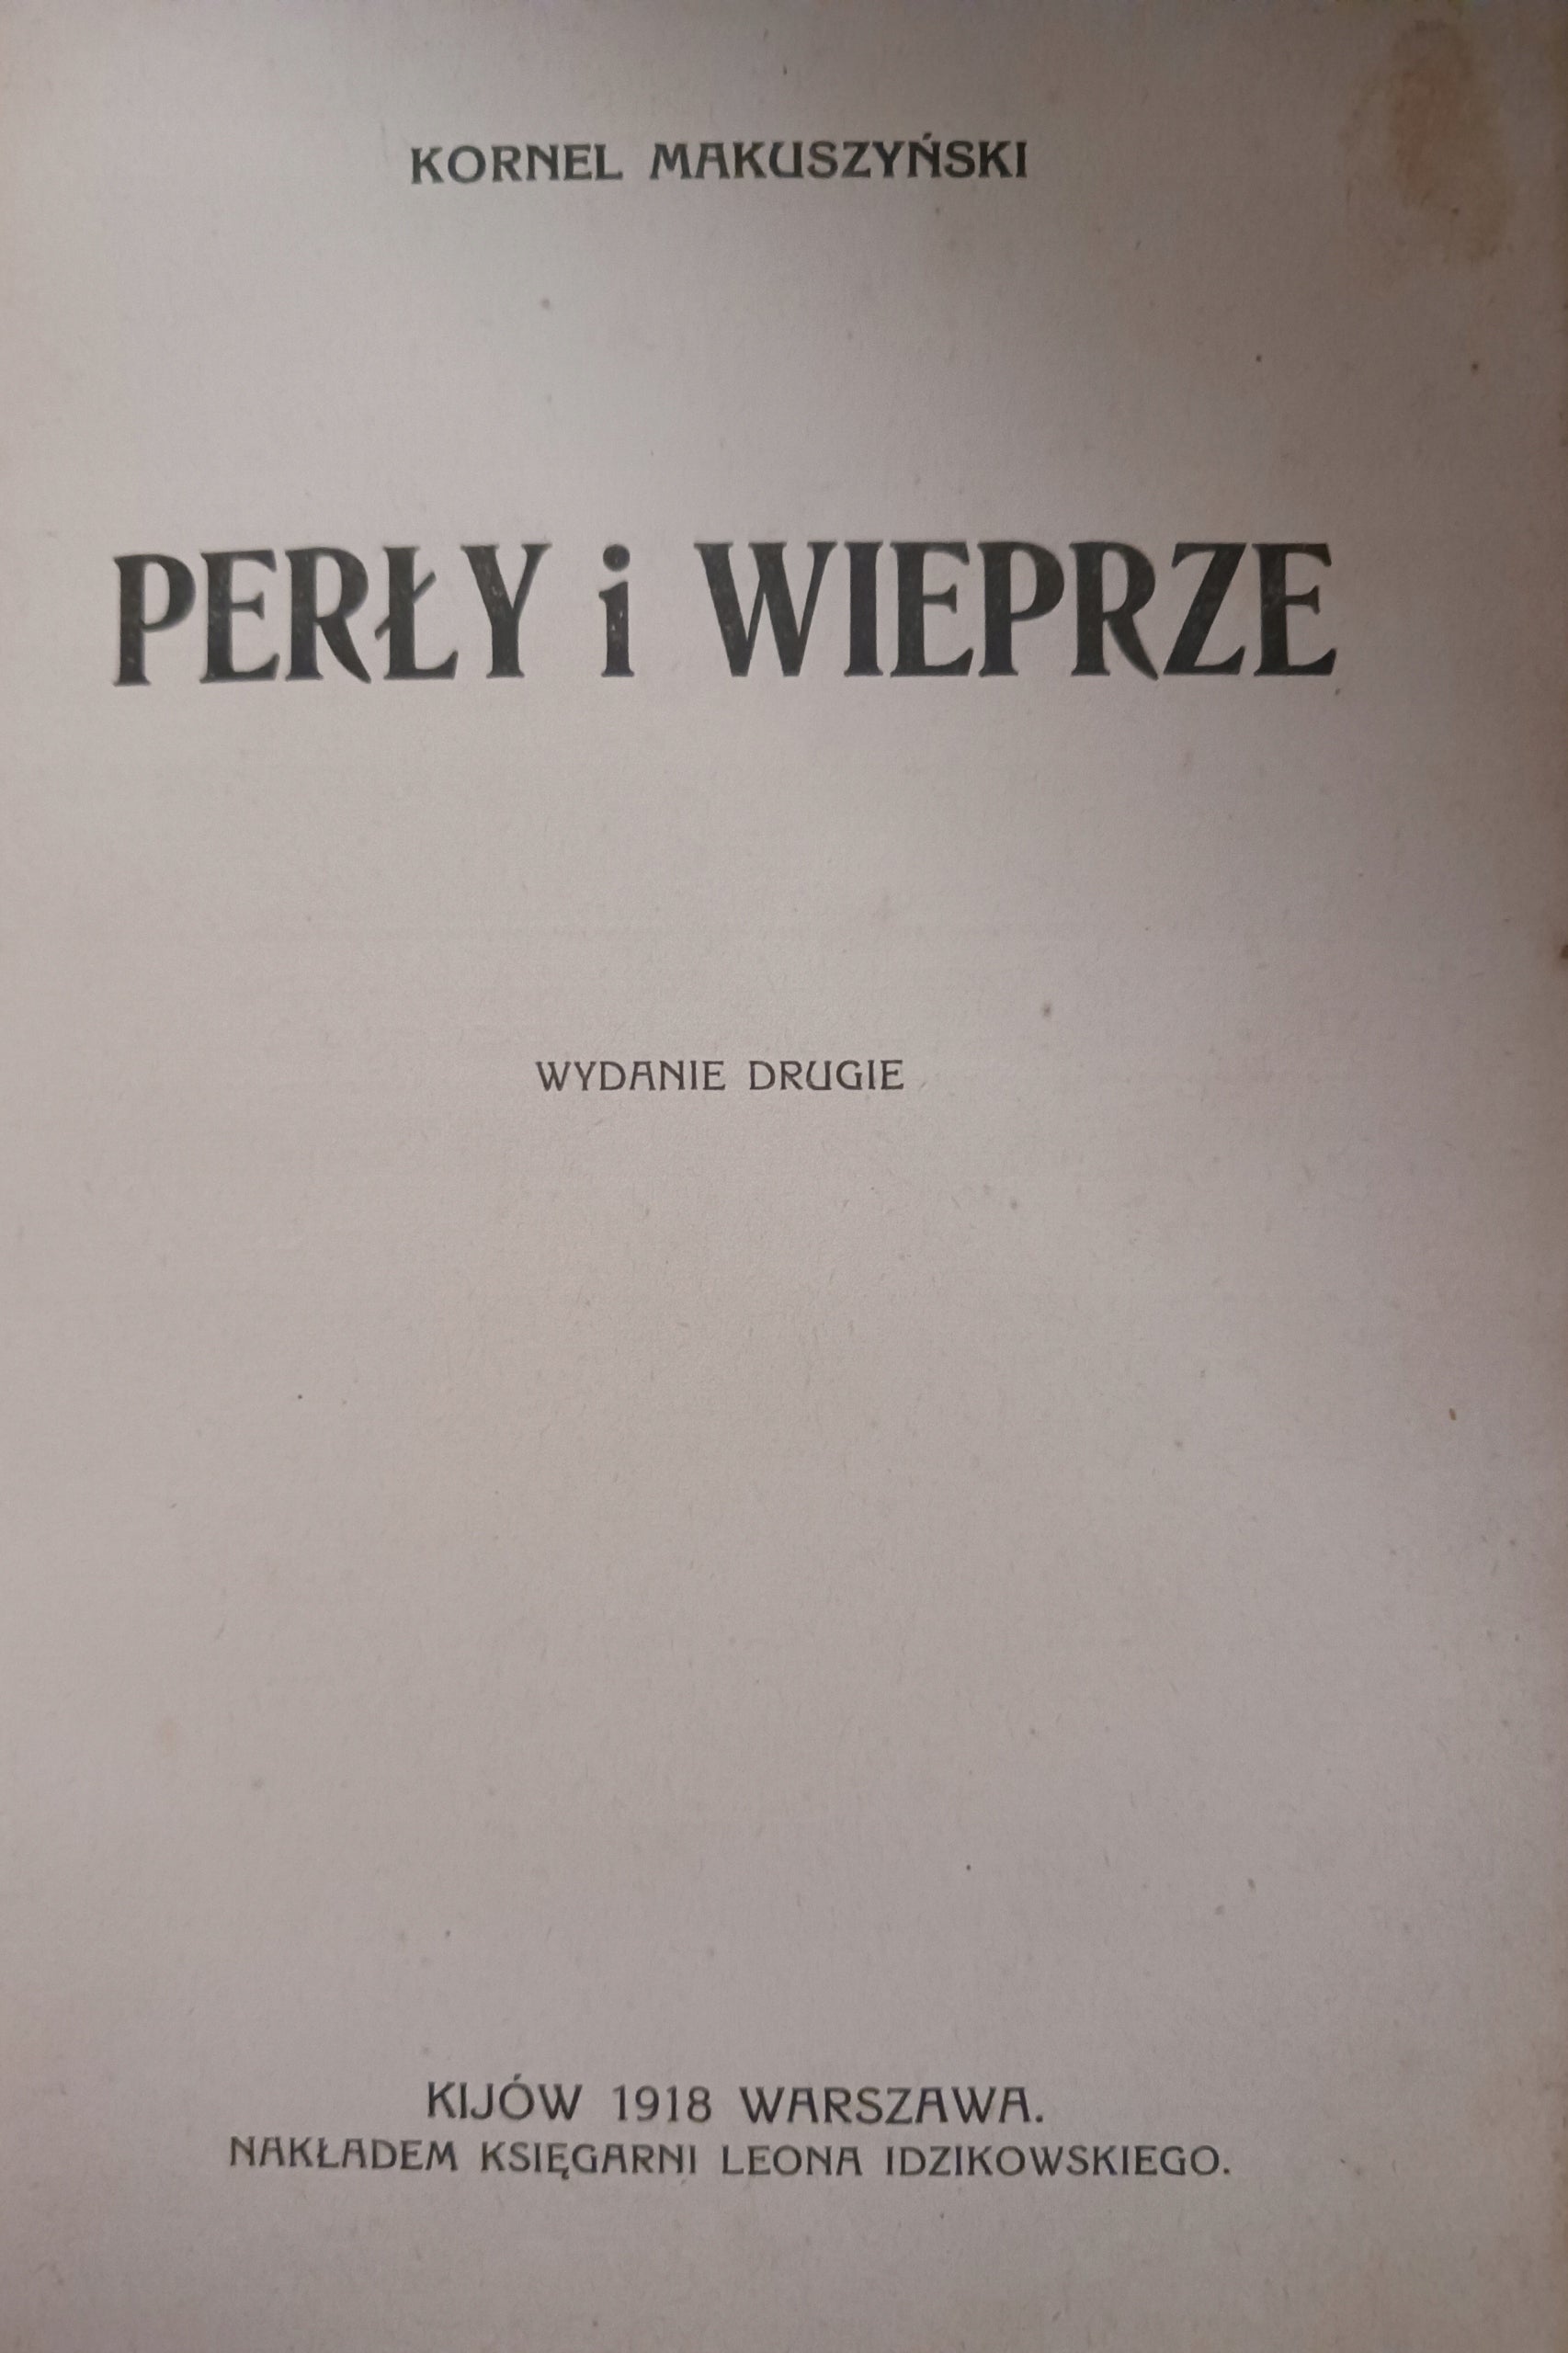 KORNEL MAKUSZYŃSKI
PERŁY i WIEPRZE
WYDANIE DRUGIE
KIJÓW 1918 WARSZAWA.
NAKŁADEM KSIĘGARNI LEONA IDZIKOWSKIEGO.